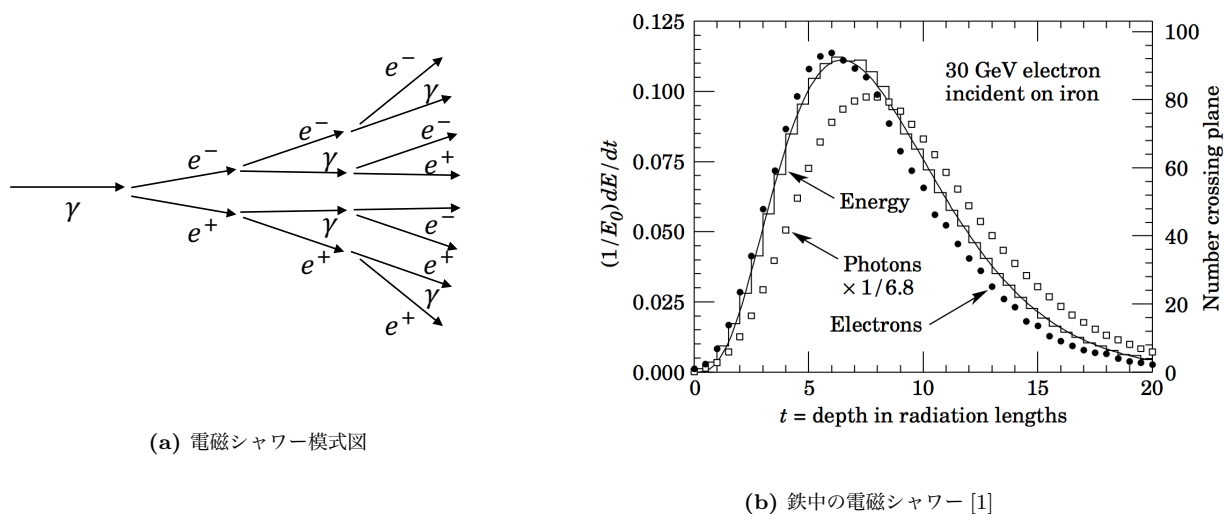 γ
e−
e+
e−
γ
γ
e+
e−
γ
e−
e+
e−
e+
e+
γ
e+
(a) 電磁シャワー模式図
0.125
0.100
0.075
0.050
0.025
0.000
(1/E0) dE/dt
100
80
60
40
20
0
Number crossing plane
30 GeV electron
incident on iron
Energy
Photons
× 1/6.8
Electrons
0 5 10 15 20
t = depth in radiation lengths
(b) 鉄中の電磁シャワー [1]